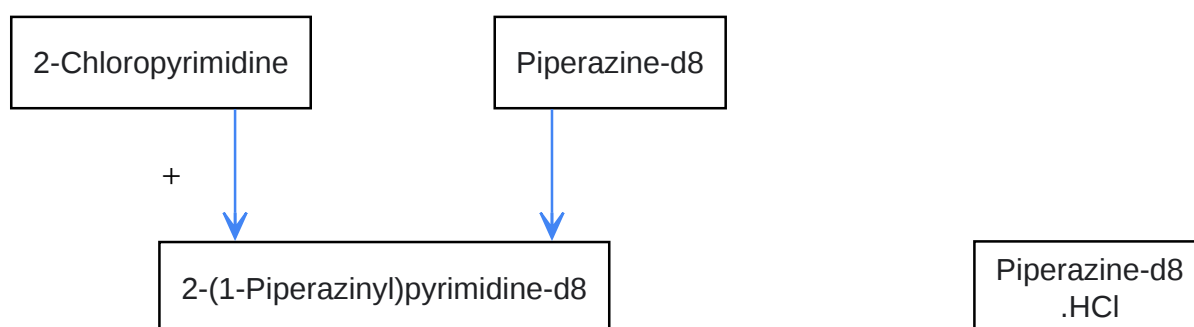 2-Chloropyrimidine
Piperazine-d8
+
2-(1-Piperazinyl)pyrimidine-d8
Piperazine-d8
.HCl